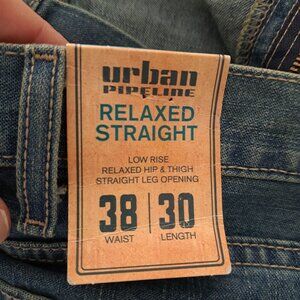 urban
PIPELINE
RELAXED
STRAIGHT
LOW RISE
RELAXED HIP & THIGH
STRAIGHT LEG OPENING
38 | 30
WAIST | LENGTH